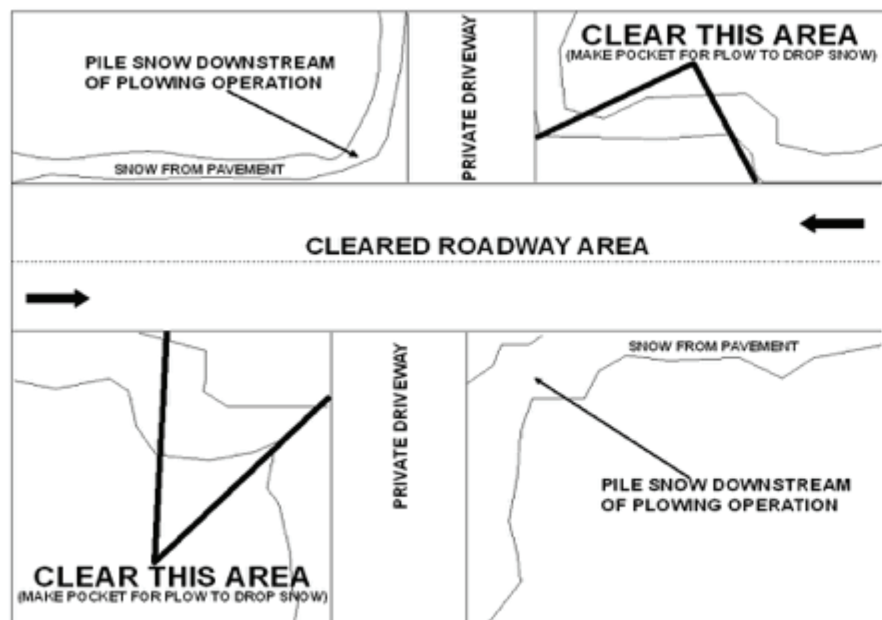 PILE SNOW DOWNSTREAM
OF PLOWING OPERATION
SNOW FROM PAVEMENT
PRIVATE DRIVEWAY
CLEAR THIS AREA
(MAKE POCKET FOR PLOW TO DROP SNOW)
CLEARED ROADWAY AREA
CLEAR THIS AREA
(MAKE POCKET FOR PLOW TO DROP SNOW)
PRIVATE DRIVEWAY
SNOW FROM PAVEMENT
PILE SNOW DOWNSTREAM
OF PLOWING OPERATION